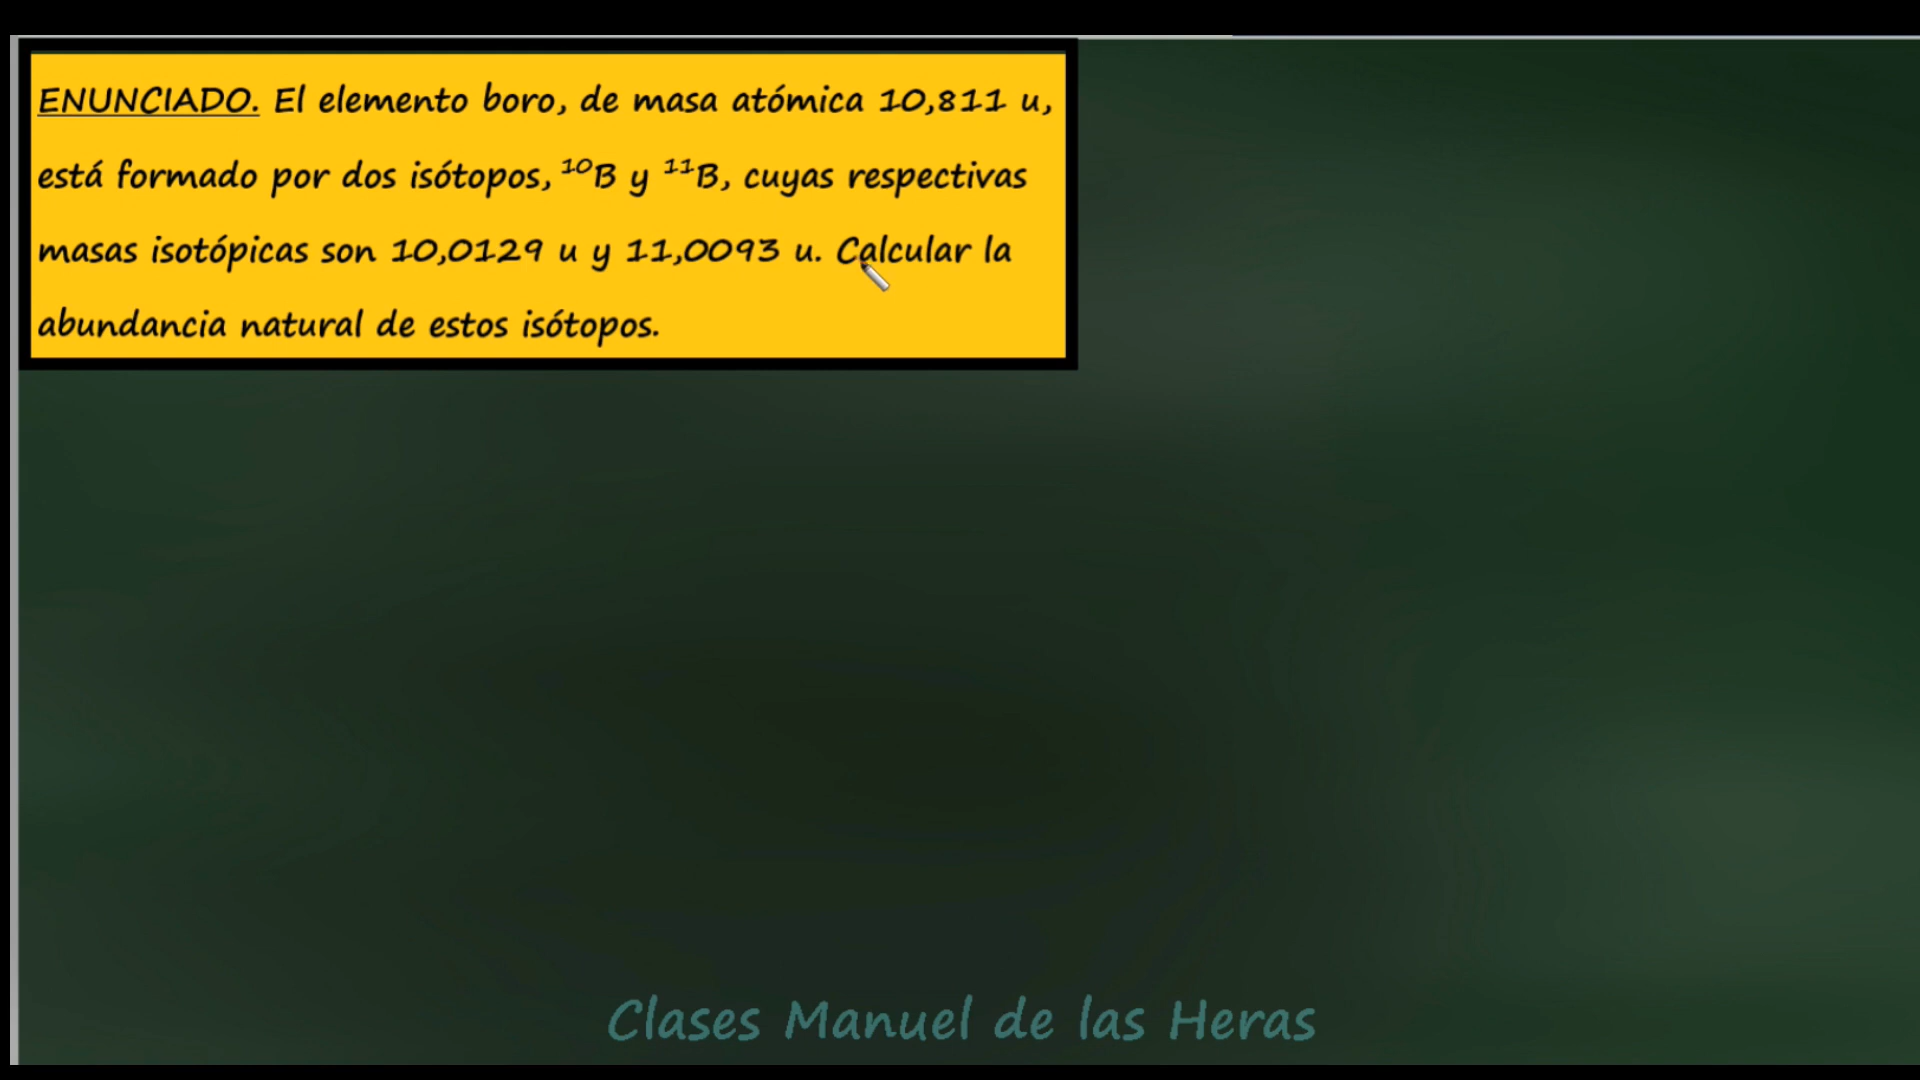 ENUNCIADO. El elemento boro, de masa atómica 10,811 u,
está formado por dos isótopos, ¹⁰B y ¹¹B, cuyas respectivas
masas isotópicas son 10,0129 u y 11,0093 u. Calcular la
abundancia natural de estos isótopos.
Clases Manuel de las Heras